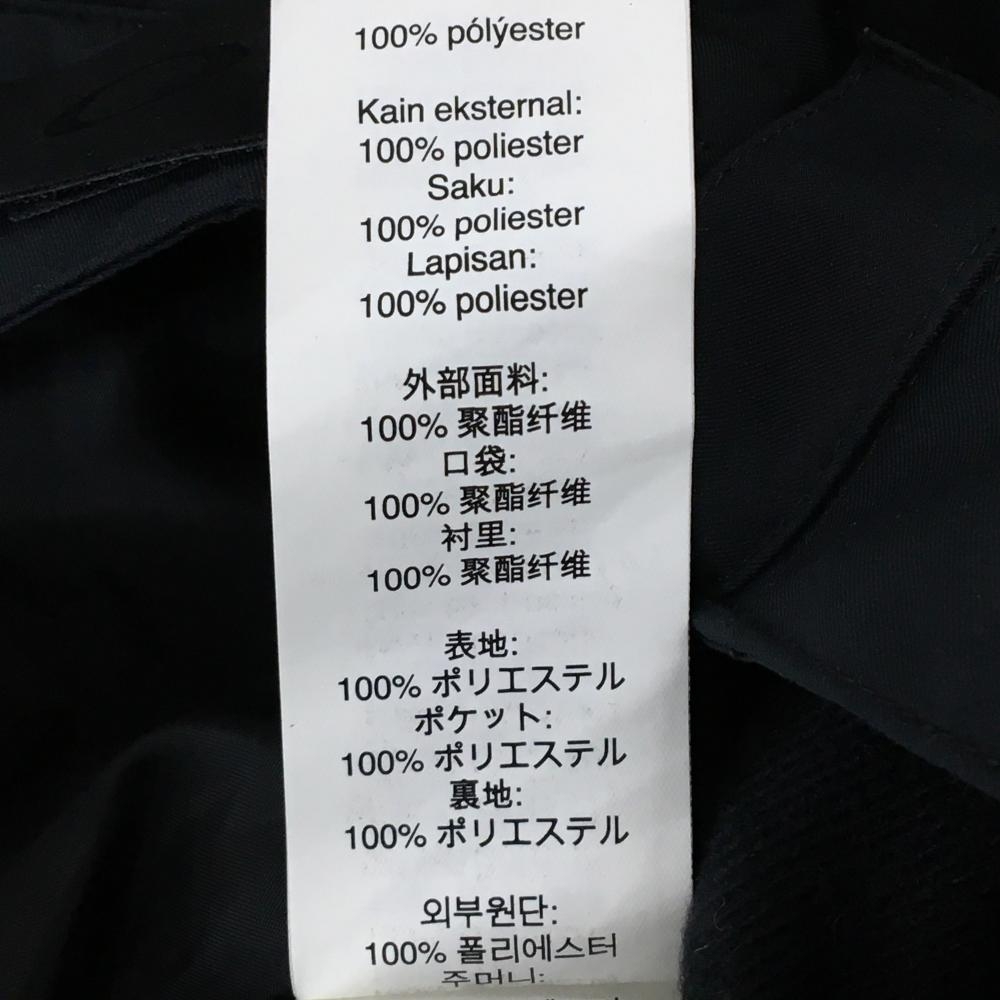 100% pólýester
Kain eksternal:
100% poliester
Saku:
100% poliester
Lapisan:
100% poliester
外部面料:
100% 聚酯纤维
口袋:
100% 聚酯纤维
衬里:
100% 聚酯纤维
表地:
100% ポリエステル
ポケット:
100% ポリエステル
裏地:
100% ポリエステル
외부원단:
100% 폴리에스터
주머니: